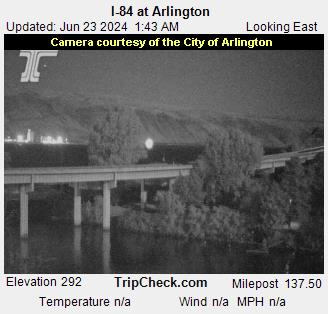 I-84 at Arlington
Updated: Jun 23 2024 1:43 AM Looking East
Camera courtesy of the City of Arlington
Elevation 292 TripCheck.com Milepost 137.50
Temperature n/a Wind n/a MPH n/a